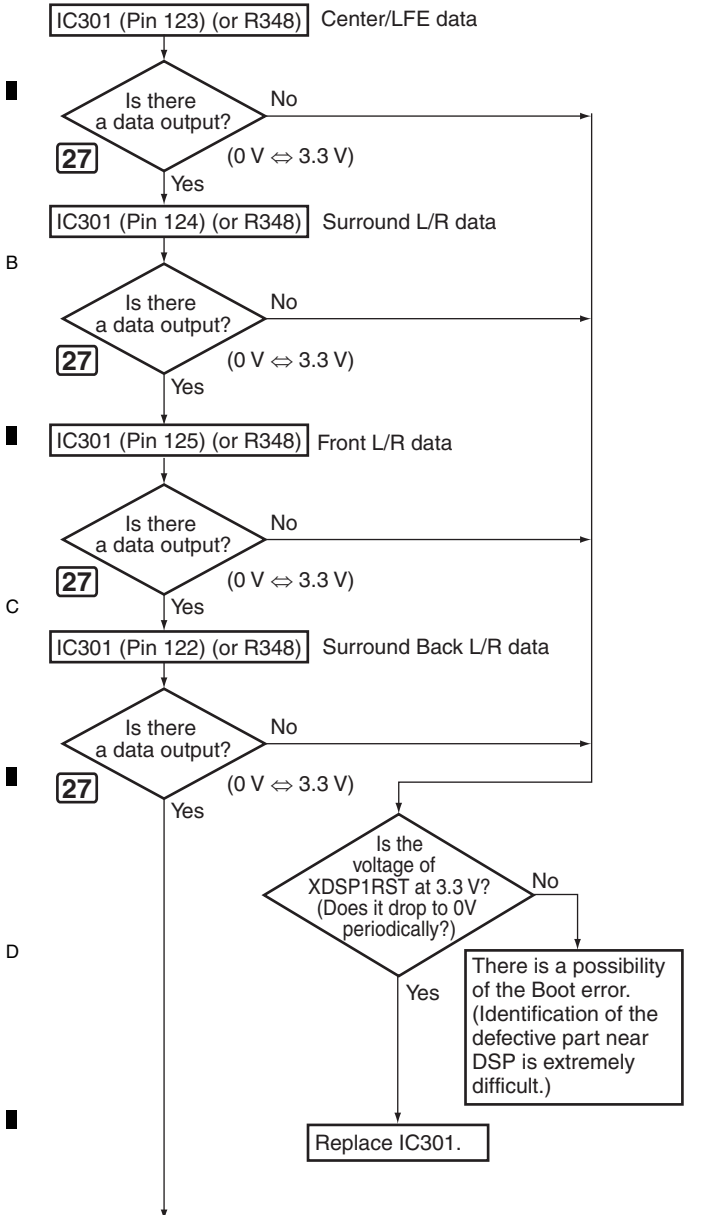 IC301 (Pin 123) (or R348) Center/LFE data
Is there
a data output?
No
27
(0 V ⇔ 3.3 V)
Yes
IC301 (Pin 124) (or R348) Surround L/R data
B
Is there
a data output?
No
27
(0 V ⇔ 3.3 V)
Yes
IC301 (Pin 125) (or R348) Front L/R data
Is there
a data output?
No
27
(0 V ⇔ 3.3 V)
Yes
C
IC301 (Pin 122) (or R348) Surround Back L/R data
Is there
a data output?
No
27
(0 V ⇔ 3.3 V)
Yes
Is the
voltage of
XDSP1RST at 3.3 V?
(Does it drop to 0V
periodically?)
No
D
There is a possibility
of the Boot error.
(Identification of the
defective part near
DSP is extremely
difficult.)
Yes
Replace IC301.